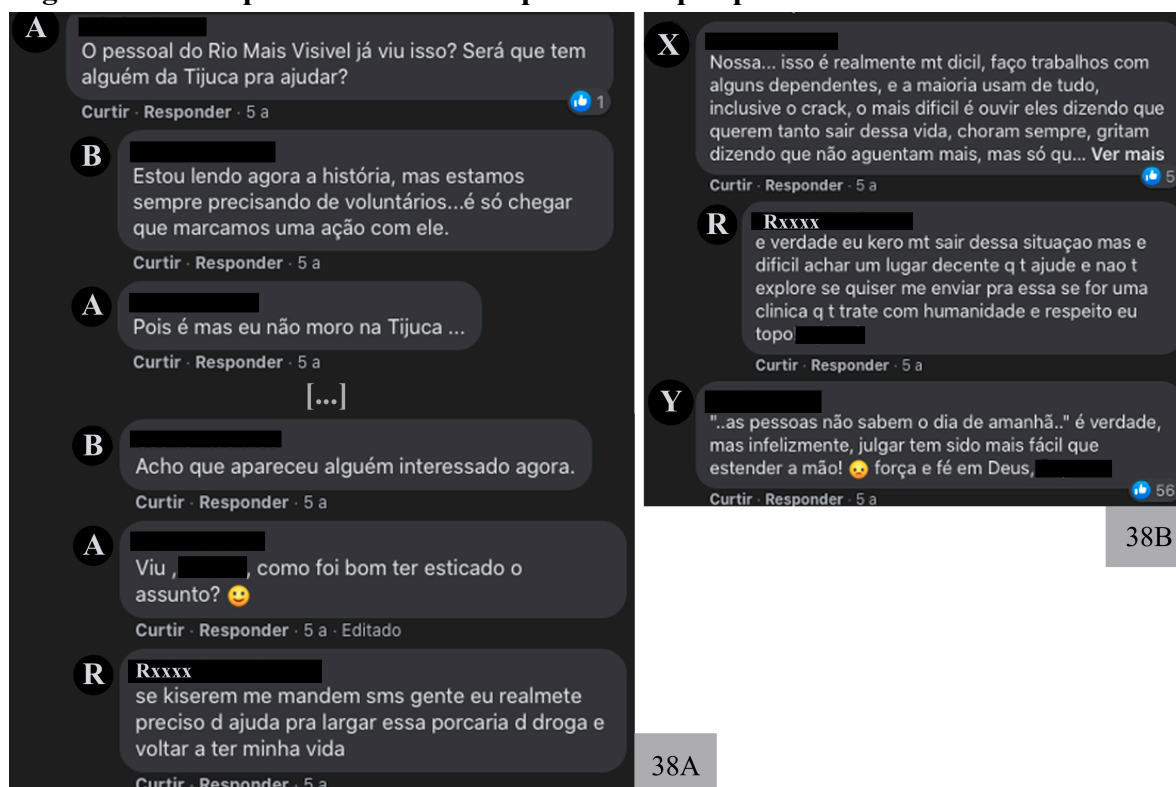 A
O pessoal do Rio Mais Visivel já viu isso? Será que tem
alguém da Tijuca pra ajudar?
Curtir · Responder · 5 a
1
B
Estou lendo agora a história, mas estamos
sempre precisando de voluntários...é só chegar
que marcamos uma ação com ele.
Curtir · Responder · 5 a
A
Pois é mas eu não moro na Tijuca ...
Curtir · Responder · 5 a
[...]
B
Acho que apareceu alguém interessado agora.
Curtir · Responder · 5 a
A
Viu , , como foi bom ter esticado o
assunto?
Curtir · Responder · 5 a · Editado
R
Rxxxx
se kiserem me mandem sms gente eu realmete
preciso d ajuda pra largar essa porcaria d droga e
voltar a ter minha vida
Curtir · Responder · 5 a
38A
X
Nossa... isso é realmente mt dicil, faço trabalhos com
alguns dependentes, e a maioria usam de tudo,
inclusive o crack, o mais dificil é ouvir eles dizendo que
querem tanto sair dessa vida, choram sempre, gritam
dizendo que não aguentam mais, mas só qu... Ver mais
Curtir · Responder · 5 a
5
R
Rxxxx
e verdade eu kero mt sair dessa situaçao mas e
dificil achar um lugar decente q t ajude e nao t
explore se quiser me enviar pra essa se for uma
clinica q t trate com humanidade e respeito eu
topo
Curtir · Responder · 5 a
Y
"..as pessoas não sabem o dia de amanhã.." é verdade,
mas infelizmente, julgar tem sido mais fácil que
estender a mão! força e fé em Deus,
Curtir · Responder · 5 a
56
38B